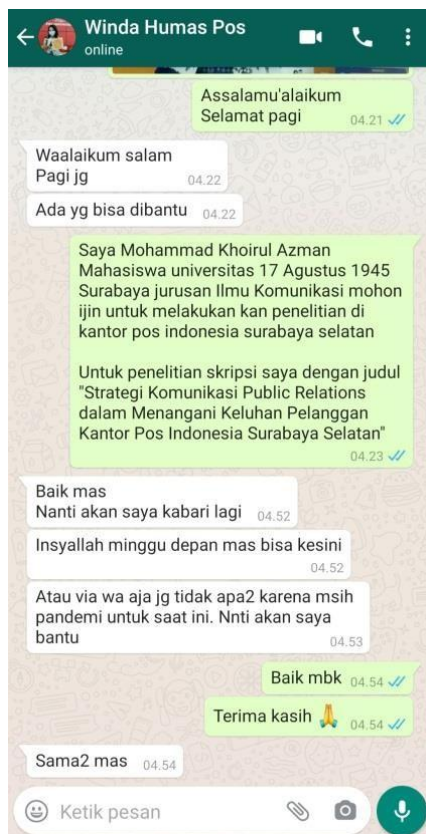 Winda Humas Pos
online
Assalamu'alaikum
Selamat pagi 04.21
Waalaikum salam
Pagi jg 04.22
Ada yg bisa dibantu 04.22
Saya Mohammad Khoirul Azman
Mahasiswa universitas 17 Agustus 1945
Surabaya jurusan Ilmu Komunikasi mohon
ijin untuk melakukan kan penelitian di
kantor pos indonesia surabaya selatan
Untuk penelitian skripsi saya dengan judul
"Strategi Komunikasi Public Relations
dalam Menangani Keluhan Pelanggan
Kantor Pos Indonesia Surabaya Selatan"
04.23
Baik mas
Nanti akan saya kabari lagi 04.52
Insyallah minggu depan mas bisa kesini
04.52
Atau via wa aja jg tidak apa2 karena msih
pandemi untuk saat ini. Nnti akan saya
bantu 04.53
Baik mbk 04.54
Terima kasih 🙏 04.54
Sama2 mas 04.54
Ketik pesan